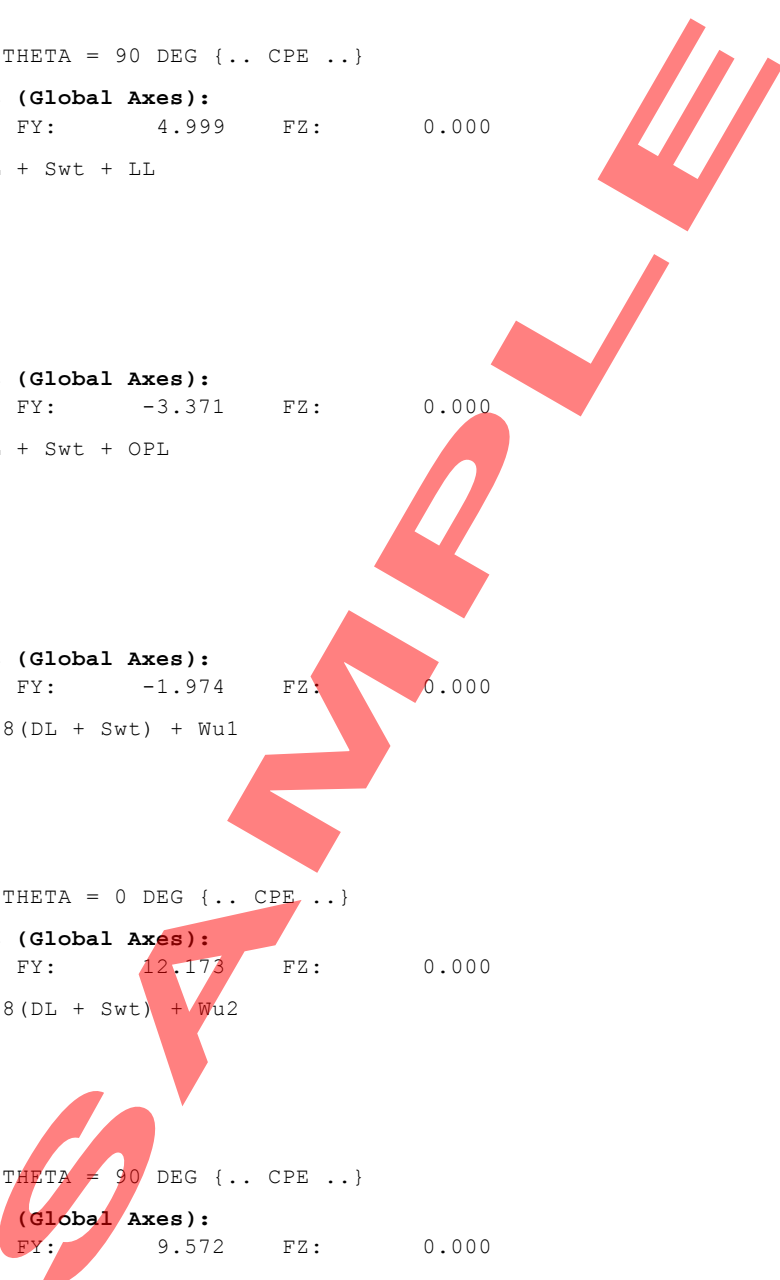 THETA = 90 DEG {.. CPE ..}
(Global Axes):
FY: 4.999 FZ: 0.000
+ Swt + LL
(Global Axes):
FY: -3.371 FZ: 0.000
+ Swt + OPL
(Global Axes):
FY: -1.974 FZ: 0.000
8(DL + Swt) + Wu1
THETA = 0 DEG {.. CPE ..}
(Global Axes):
FY: 12.173 FZ: 0.000
8(DL + Swt) + Wu2
THETA = 90 DEG {.. CPE ..}
(Global Axes):
FY: 9.572 FZ: 0.000
SAMPLE